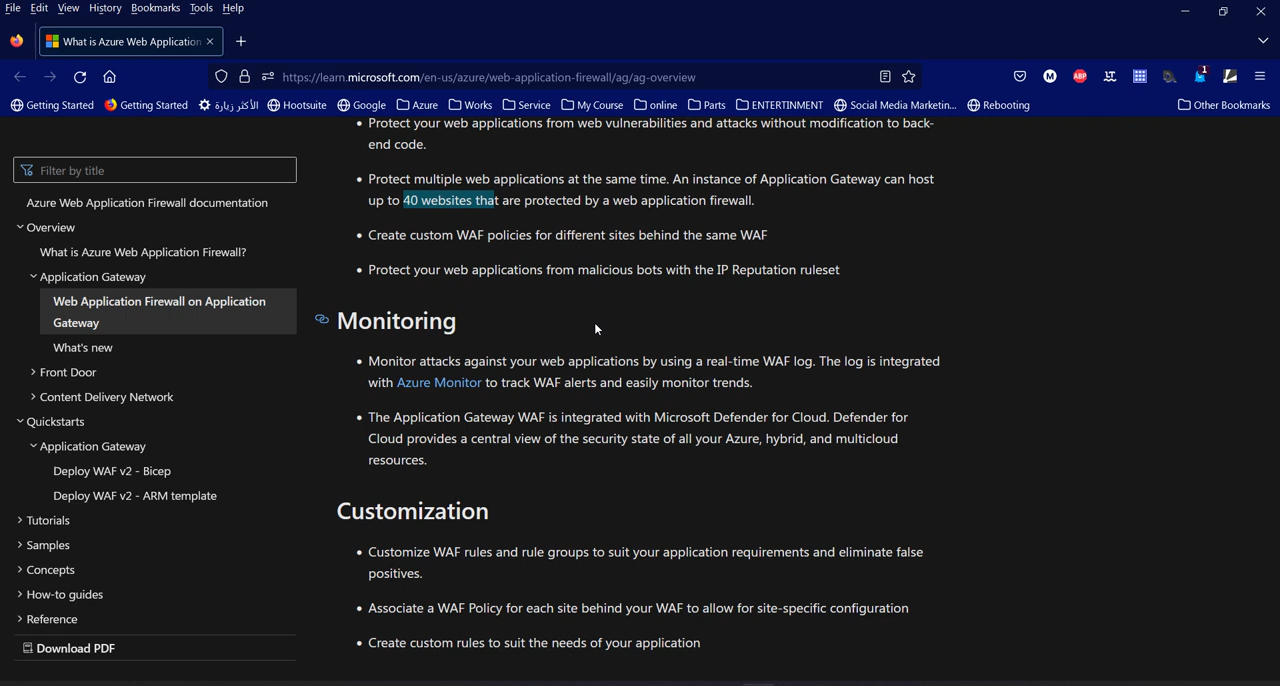 File Edit View History Bookmarks Tools Help
What is Azure Web Application
https://learn.microsoft.com/en-us/azure/web-application-firewall/ag/ag-overview
M ABP 1
Getting Started Getting Started الأكثر زيارة Hootsuite Google Azure Works Service My Course online Parts ENTERTINMENT Social Media Marketin... Rebooting Other Bookmarks
Filter by title
Azure Web Application Firewall documentation
Overview
What is Azure Web Application Firewall?
Application Gateway
Web Application Firewall on Application
Gateway
What's new
Front Door
Content Delivery Network
Quickstarts
Application Gateway
Deploy WAF v2 - Bicep
Deploy WAF v2 - ARM template
Tutorials
Samples
Concepts
How-to guides
Reference
Download PDF
• Protect your web applications from web vulnerabilities and attacks without modification to back-
end code.
• Protect multiple web applications at the same time. An instance of Application Gateway can host
up to 40 websites that are protected by a web application firewall.
• Create custom WAF policies for different sites behind the same WAF
• Protect your web applications from malicious bots with the IP Reputation ruleset
Monitoring
• Monitor attacks against your web applications by using a real-time WAF log. The log is integrated
with Azure Monitor to track WAF alerts and easily monitor trends.
• The Application Gateway WAF is integrated with Microsoft Defender for Cloud. Defender for
Cloud provides a central view of the security state of all your Azure, hybrid, and multicloud
resources.
Customization
• Customize WAF rules and rule groups to suit your application requirements and eliminate false
positives.
• Associate a WAF Policy for each site behind your WAF to allow for site-specific configuration
• Create custom rules to suit the needs of your application